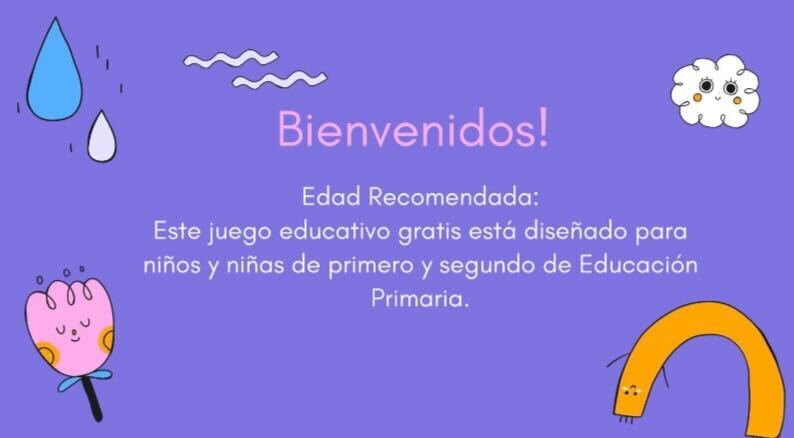 Bienvenidos!
Edad Recomendada:
Este juego educativo gratis está diseñado para
niños y niñas de primero y segundo de Educación
Primaria.